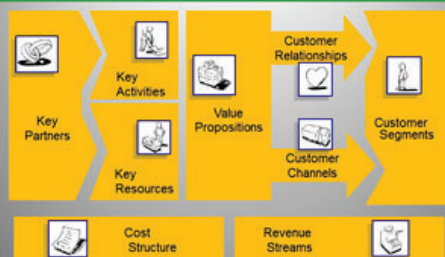 Key
Partners
Key
Activities
Key
Resources
Value
Propositions
Customer
Relationships
Customer
Channels
Customer
Segments
Cost
Structure
Revenue
Streams